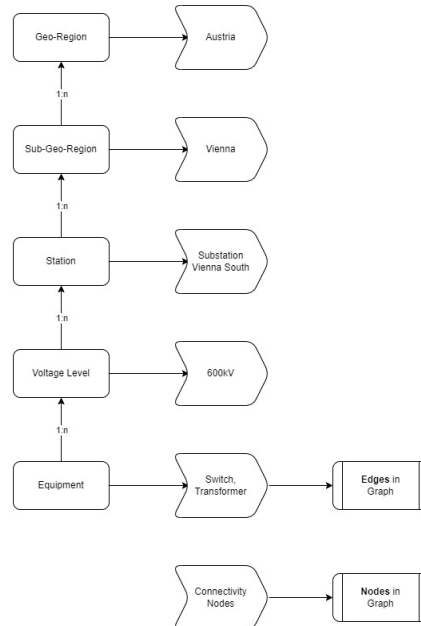 Geo-Region
Austria
1:n
Sub-Geo-Region
Vienna
1:n
Station
Substation
Vienna South
1:n
Voltage Level
600kV
1:n
Equipment
Switch,
Transformer
Edges in
Graph
Connectivity
Nodes
Nodes in
Graph